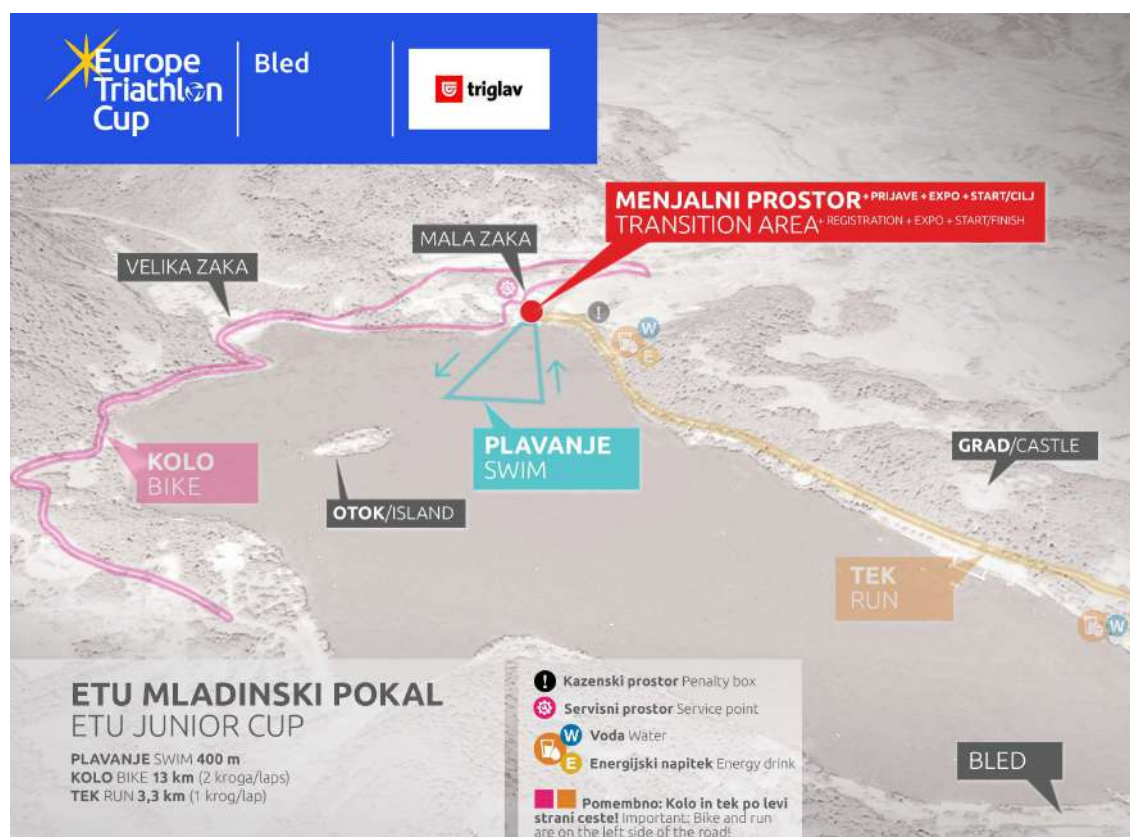 Europe
Triathlon
Cup
Bled
triglav
MENJALNI PROSTOR + PRIJAVE + EXPO + START/CILJ
TRANSITION AREA + REGISTRATION + EXPO + START/FINISH
MALA ZAKA
VELIKA ZAKA
!
W
E
PLAVANJE
SWIM
GRAD/CASTLE
KOLO
BIKE
OTOK/ISLAND
TEK
RUN
W
ETU MLADINSKI POKAL
ETU JUNIOR CUP
PLAVANJE SWIM 400 m
KOLO BIKE 13 km (2 kroga/laps)
TEK RUN 3,3 km (1 krog/lap)
! Kazenski prostor Penalty box
Servisni prostor Service point
W Voda Water
E Energijski napitek Energy drink
Pomembno: Kolo in tek po levi
strani ceste! Important: Bike and run
are on the left side of the road!
BLED